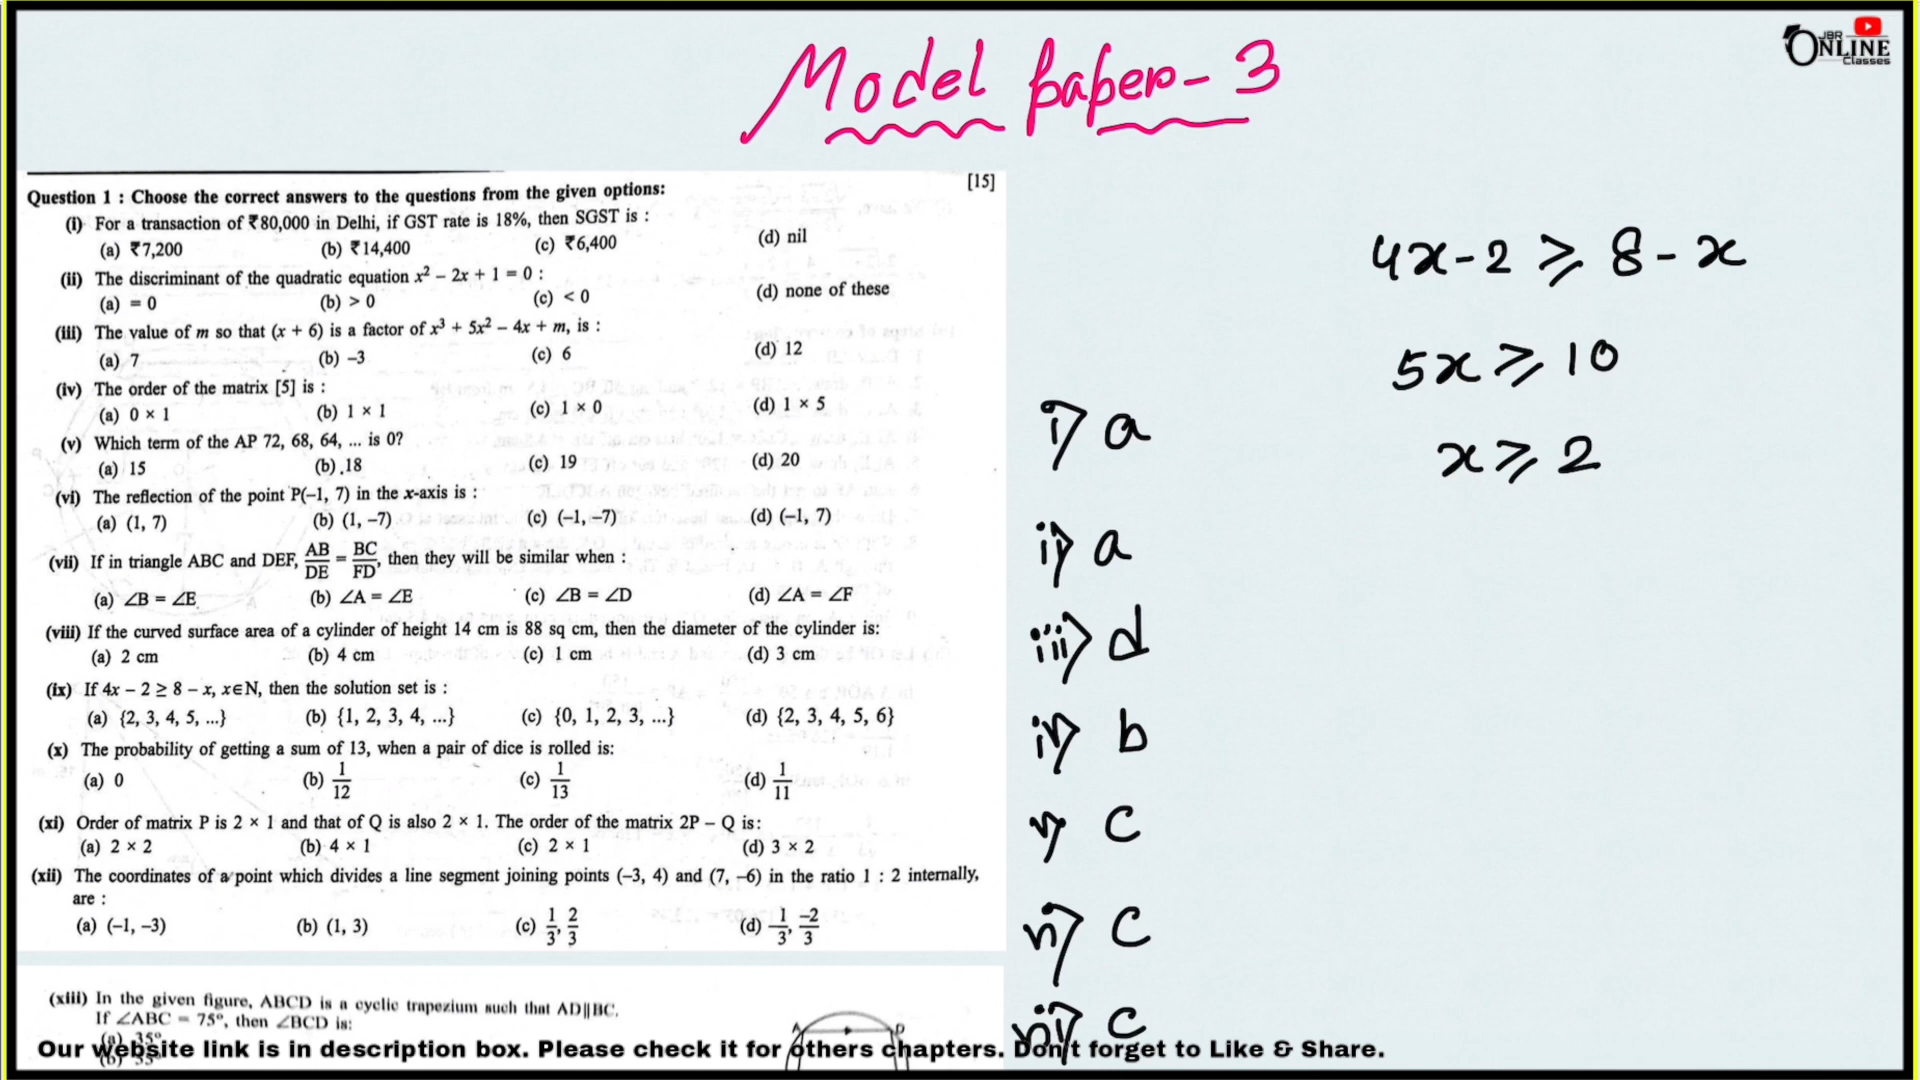 JBR
ONLINE
Classes
Model paper-3
Question 1 : Choose the correct answers to the questions from the given options: [15]
(i) For a transaction of ₹80,000 in Delhi, if GST rate is 18%, then SGST is :
(a) ₹7,200 (b) ₹14,400 (c) ₹6,400 (d) nil
(ii) The discriminant of the quadratic equation x² – 2x + 1 = 0 :
(a) = 0 (b) > 0 (c) < 0 (d) none of these
(iii) The value of m so that (x + 6) is a factor of x³ + 5x² – 4x + m, is :
(a) 7 (b) –3 (c) 6 (d) 12
(iv) The order of the matrix [5] is :
(a) 0 × 1 (b) 1 × 1 (c) 1 × 0 (d) 1 × 5
(v) Which term of the AP 72, 68, 64, ... is 0?
(a) 15 (b) 18 (c) 19 (d) 20
(vi) The reflection of the point P(–1, 7) in the x-axis is :
(a) (1, 7) (b) (1, –7) (c) (–1, –7) (d) (–1, 7)
(vii) If in triangle ABC and DEF, AB/DE = BC/FD, then they will be similar when :
(a) ∠B = ∠E (b) ∠A = ∠E (c) ∠B = ∠D (d) ∠A = ∠F
(viii) If the curved surface area of a cylinder of height 14 cm is 88 sq cm, then the diameter of the cylinder is:
(a) 2 cm (b) 4 cm (c) 1 cm (d) 3 cm
(ix) If 4x – 2 ≥ 8 – x, x∈N, then the solution set is :
(a) {2, 3, 4, 5, ...} (b) {1, 2, 3, 4, ...} (c) {0, 1, 2, 3, ...} (d) {2, 3, 4, 5, 6}
(x) The probability of getting a sum of 13, when a pair of dice is rolled is:
(a) 0 (b) 1/12 (c) 1/13 (d) 1/11
(xi) Order of matrix P is 2 × 1 and that of Q is also 2 × 1. The order of the matrix 2P – Q is:
(a) 2 × 2 (b) 4 × 1 (c) 2 × 1 (d) 3 × 2
(xii) The coordinates of a point which divides a line segment joining points (–3, 4) and (7, –6) in the ratio 1 : 2 internally,
are :
(a) (–1, –3) (b) (1, 3) (c) 1/3, 2/3 (d) –1/3, –2/3
(xiii) In the given figure, ABCD is a cyclic trapezium such that AD∥BC.
If ∠ABC = 75°, then ∠BCD is:
A D
i) a
ii) a
iii) d
iv) b
v) c
vi) c
vii) c
4x-2 ≥ 8-x
5x ≥ 10
x ≥ 2
Our website link is in description box. Please check it for others chapters. Don't forget to Like & Share.